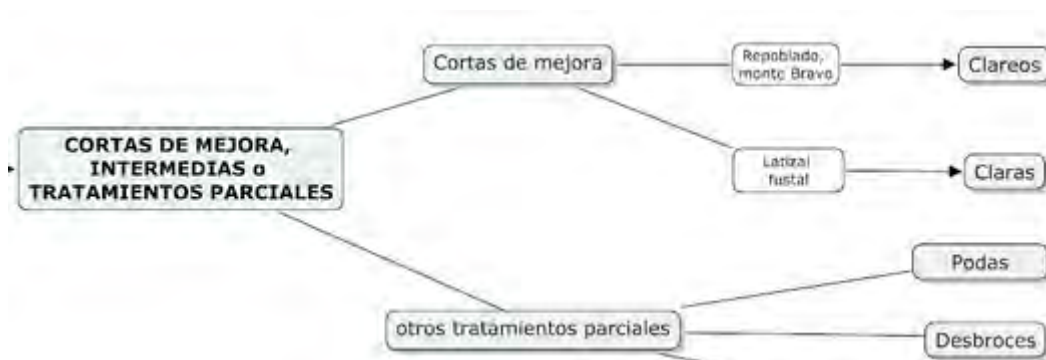 Cortas de mejora
Repoblado,
monte Bravo
Clareos
CORTAS DE MEJORA,
INTERMEDIAS o
TRATAMIENTOS PARCIALES
Latizal
fustal
Claras
Podas
otros tratamientos parciales
Desbroces